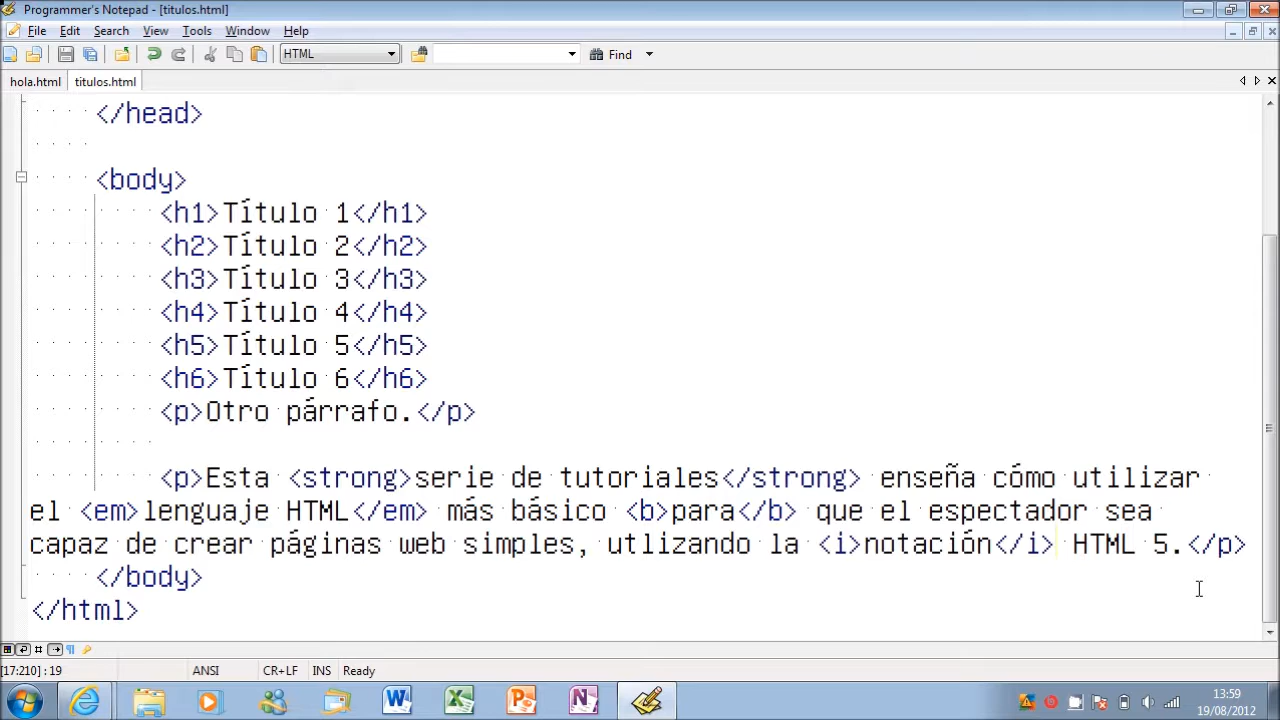 Programmer's Notepad - [titulos.html]
File Edit Search View Tools Window Help
HTML Find
hola.html titulos.html
</head>
<body>
<h1>Título 1</h1>
<h2>Título 2</h2>
<h3>Título 3</h3>
<h4>Título 4</h4>
<h5>Título 5</h5>
<h6>Título 6</h6>
<p>Otro párrafo.</p>
<p>Esta <strong>serie de tutoriales</strong> enseña cómo utilizar
el <em>lenguaje HTML</em> más básico <b>para</b> que el espectador sea
capaz de crear páginas web simples, utlizando la <i>notación</i> HTML 5.</p>
</body>
</html>
[17:210] : 19 ANSI CR+LF INS Ready
13:59
19/08/2012